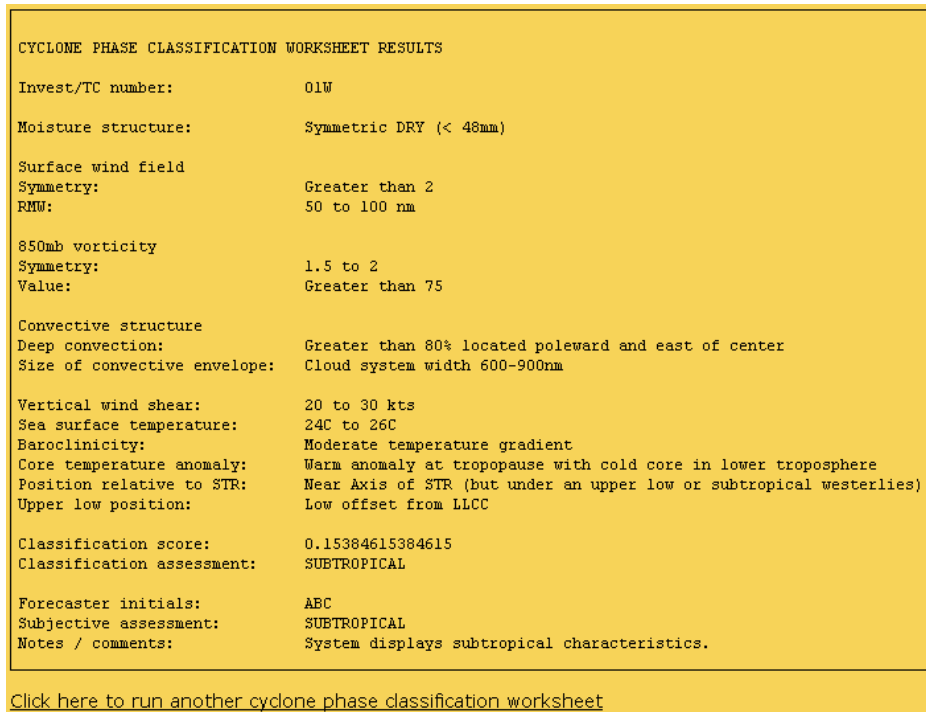 CYCLONE PHASE CLASSIFICATION WORKSHEET RESULTS
Invest/TC number: 01W
Moisture structure: Symmetric DRY (< 48mm)
Surface wind field
Symmetry: Greater than 2
RMW: 50 to 100 nm
850mb vorticity
Symmetry: 1.5 to 2
Value: Greater than 75
Convective structure
Deep convection: Greater than 80% located poleward and east of center
Size of convective envelope: Cloud system width 600-900nm
Vertical wind shear: 20 to 30 kts
Sea surface temperature: 24C to 26C
Baroclinicity: Moderate temperature gradient
Core temperature anomaly: Warm anomaly at tropopause with cold core in lower troposphere
Position relative to STR: Near Axis of STR (but under an upper low or subtropical westerlies)
Upper low position: Low offset from LLCC
Classification score: 0.15384615384615
Classification assessment: SUBTROPICAL
Forecaster initials: ABC
Subjective assessment: SUBTROPICAL
Notes / comments: System displays subtropical characteristics.
Click here to run another cyclone phase classification worksheet